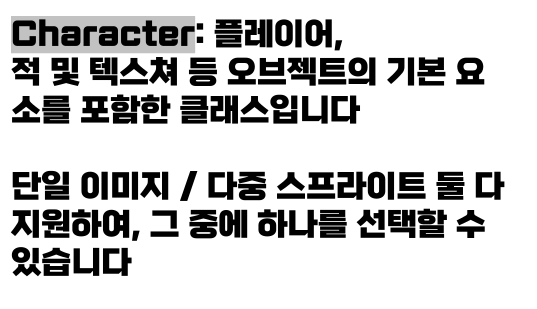 Character: 플레이어,
적 및 텍스쳐 등 오브젝트의 기본 요
소를 포함한 클래스입니다
단일 이미지 / 다중 스프라이트 둘 다
지원하여, 그 중에 하나를 선택할 수
있습니다